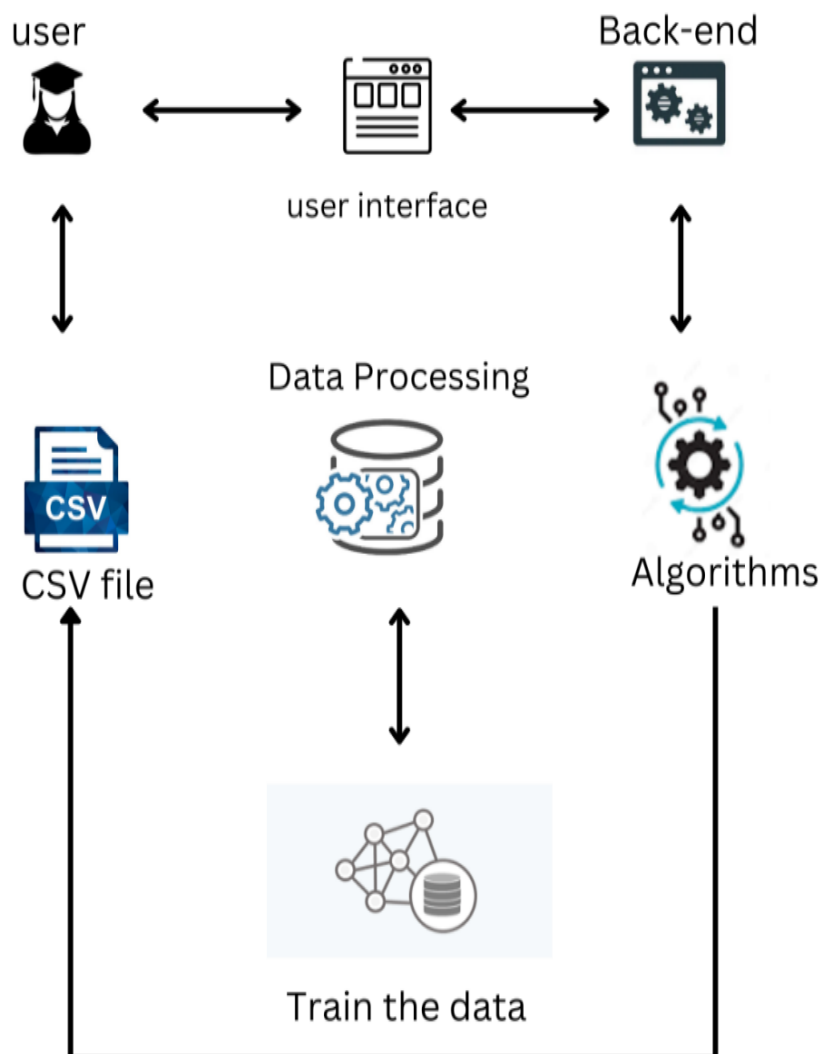 user
Back-end
user interface
Data Processing
CSV
CSV file
Algorithms
Train the data